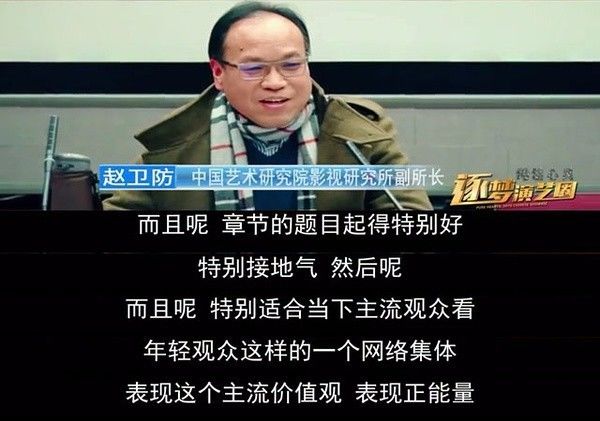 赵卫防 中国艺术研究院影视研究所副所长
纯洁心灵
逐梦演艺圈
而且呢 章节的题目起得特别好
特别接地气 然后呢
而且呢 特别适合当下主流观众看
年轻观众这样的一个网络集体
表现这个主流价值观 表现正能量